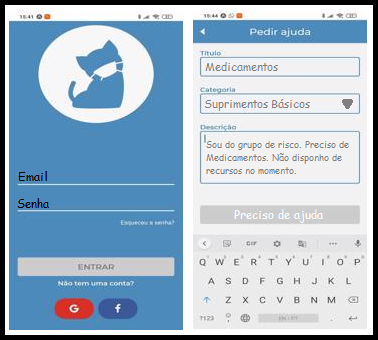 15:41
Email
Senha
Esqueceu a senha?
ENTRAR
Não tem uma conta?
G
f
15:44
Pedir ajuda
Título
Medicamentos
Categoria
Suprimentos Básicos
Descrição
Sou do grupo de risco. Preciso de
Medicamentos. Não disponho de
recursos no momento.
Preciso de ajuda
GIF
Q W E R T Y U I O P
A S D F G H J K L
Z X C V B N M
?123
EN • PT